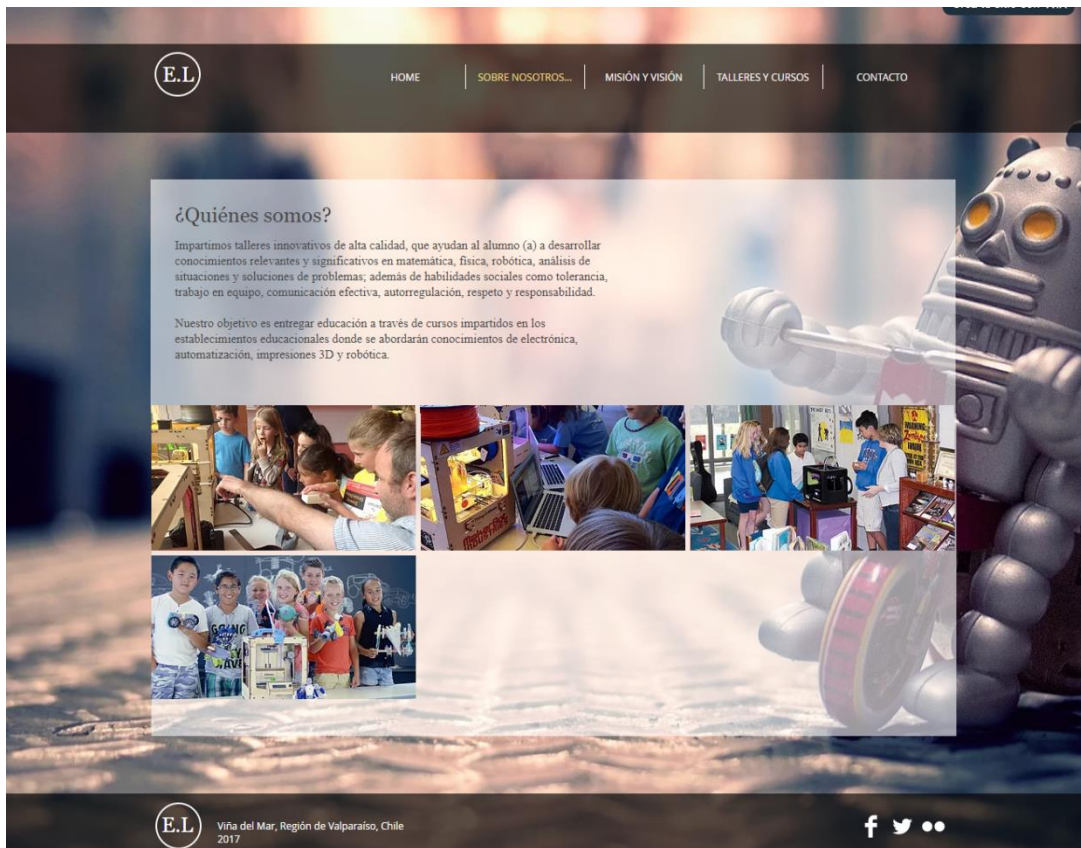 E.L
HOME
SOBRE NOSOTROS...
MISIÓN Y VISIÓN
TALLERES Y CURSOS
CONTACTO
¿Quiénes somos?
Impartimos talleres innovativos de alta calidad, que ayudan al alumno (a) a desarrollar
conocimientos relevantes y significativos en matemática, física, robótica, análisis de
situaciones y soluciones de problemas; además de habilidades sociales como tolerancia,
trabajo en equipo, comunicación efectiva, autorregulación, respeto y responsabilidad.
Nuestro objetivo es entregar educación a través de cursos impartidos en los
establecimientos educacionales donde se abordarán conocimientos de electrónica,
automatización, impresiones 3D y robótica.
E.L
Viña del Mar, Región de Valparaíso, Chile
2017